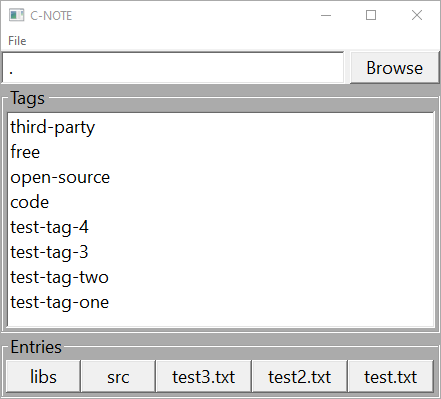 C-NOTE
File
. Browse
Tags
third-party
free
open-source
code
test-tag-4
test-tag-3
test-tag-two
test-tag-one
Entries
libs src test3.txt test2.txt test.txt